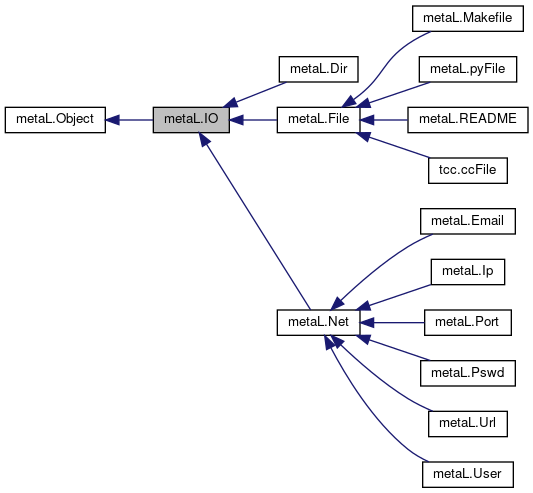 metaL.Object
metaL.IO
metaL.Dir
metaL.File
metaL.Makefile
metaL.pyFile
metaL.README
tcc.ccFile
metaL.Net
metaL.Email
metaL.Ip
metaL.Port
metaL.Pswd
metaL.Url
metaL.User